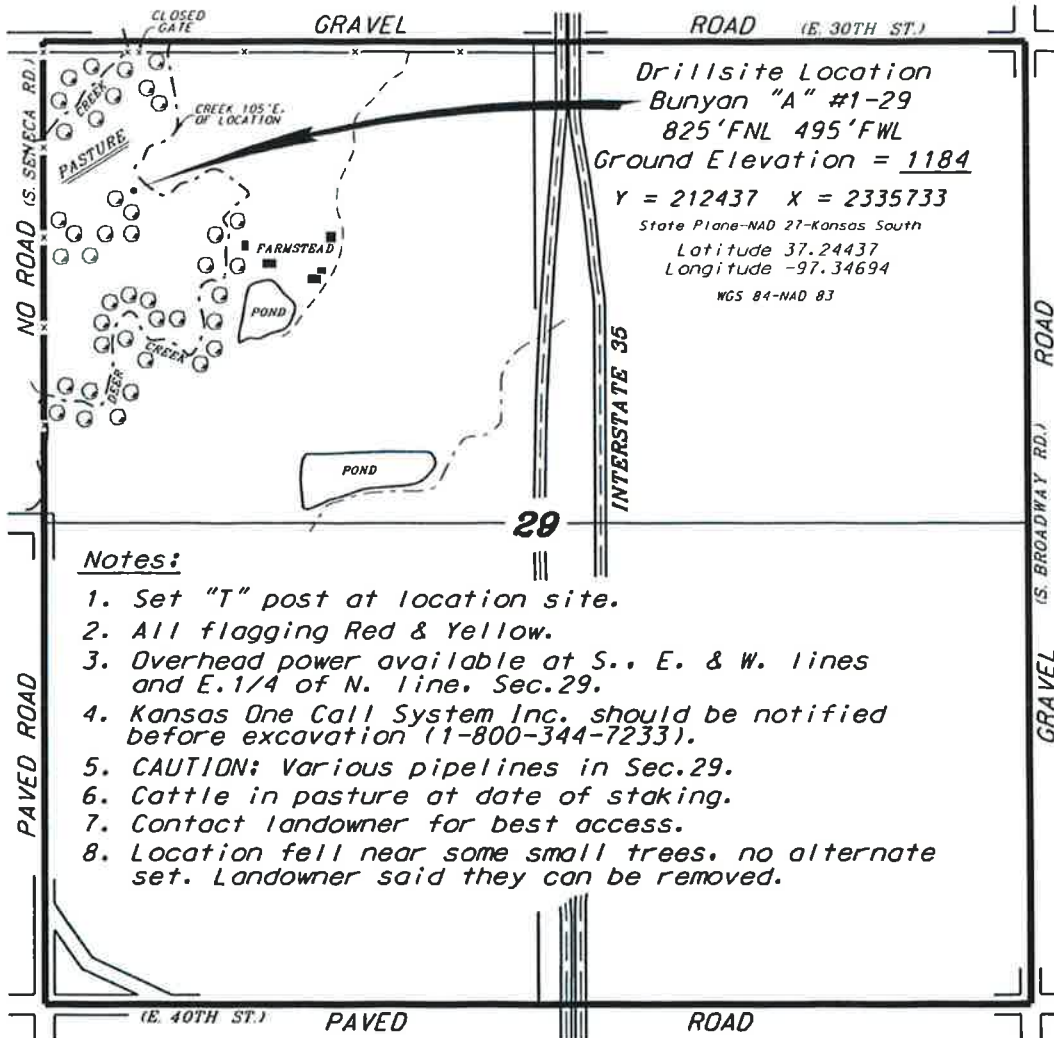 CLOSED
GATE
GRAVEL
ROAD
(E. 30TH ST.)
Drillsite Location
Bunyan "A" #1-29
825'FNL 495'FWL
Ground Elevation = 1184
Y = 212437 X = 2335733
State Plane-NAD 27-Kansas South
Latitude 37.24437
Longitude -97.34694
WGS 84-NAD 83
CREEK
CREEK 105'E.
OF LOCATION
PASTURE
NO ROAD (S. SENECA RD.)
FARMSTEAD
POND
DEER
CREEK
POND
INTERSTATE 35
ROAD
(S. BROADWAY RD.)
GRAVEL
29
Notes:
1. Set "T" post at location site.
2. All flagging Red & Yellow.
3. Overhead power available at S., E. & W. lines
and E.1/4 of N. line, Sec.29.
4. Kansas One Call System Inc. should be notified
before excavation (1-800-344-7233).
5. CAUTION: Various pipelines in Sec.29.
6. Cattle in pasture at date of staking.
7. Contact landowner for best access.
8. Location fell near some small trees, no alternate
set. Landowner said they can be removed.
PAVED ROAD
(E. 40TH ST.)
PAVED
ROAD